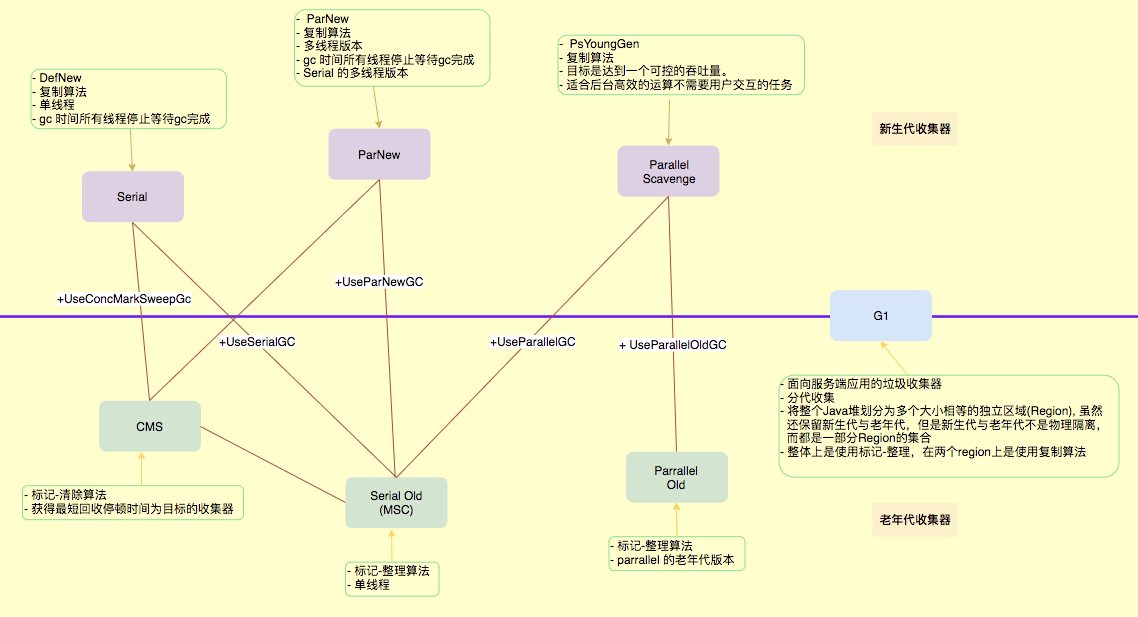 - DefNew
- 复制算法
- 单线程
- gc 时间所有线程停止等待gc完成
- ParNew
- 复制算法
- 多线程版本
- gc 时间所有线程停止等待gc完成
- Serial 的多线程版本
- PsYoungGen
- 复制算法
- 目标是达到一个可控的吞吐量。
- 适合后台高效的运算不需要用户交互的任务
新生代收集器
Serial
ParNew
Parallel
Scavenge
+UseConcMarkSweepGc
+UseParNewGC
+UseSerialGC
+UseParallelGC
+ UseParallelOldGC
G1
- 面向服务端应用的垃圾收集器
- 分代收集
- 将整个Java堆划分为多个大小相等的独立区域(Region), 虽然
还保留新生代与老年代，但是新生代与老年代不是物理隔离，
而都是一部分Region的集合
- 整体上是使用标记-整理，在两个region上是使用复制算法
CMS
Serial Old
(MSC)
Parrallel
Old
老年代收集器
- 标记-清除算法
- 获得最短回收停顿时间为目标的收集器
- 标记-整理算法
- 单线程
- 标记-整理算法
- parrallel 的老年代版本